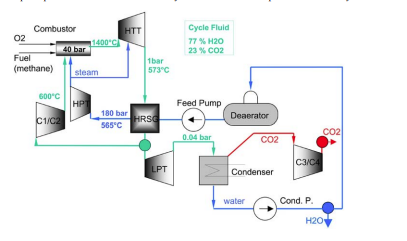 Combustor
HTT
Cycle Fluid
77 % H2O
23 % CO2
O2
Fuel
(methane)
40 bar
1400°C
steam
1bar
573°C
600°C
HPT
C1/C2
180 bar
565°C
HRSG
Feed Pump
Deaerator
0.04 bar
LPT
CO2
CO2
C3/C4
Condenser
water
Cond. P.
H2O